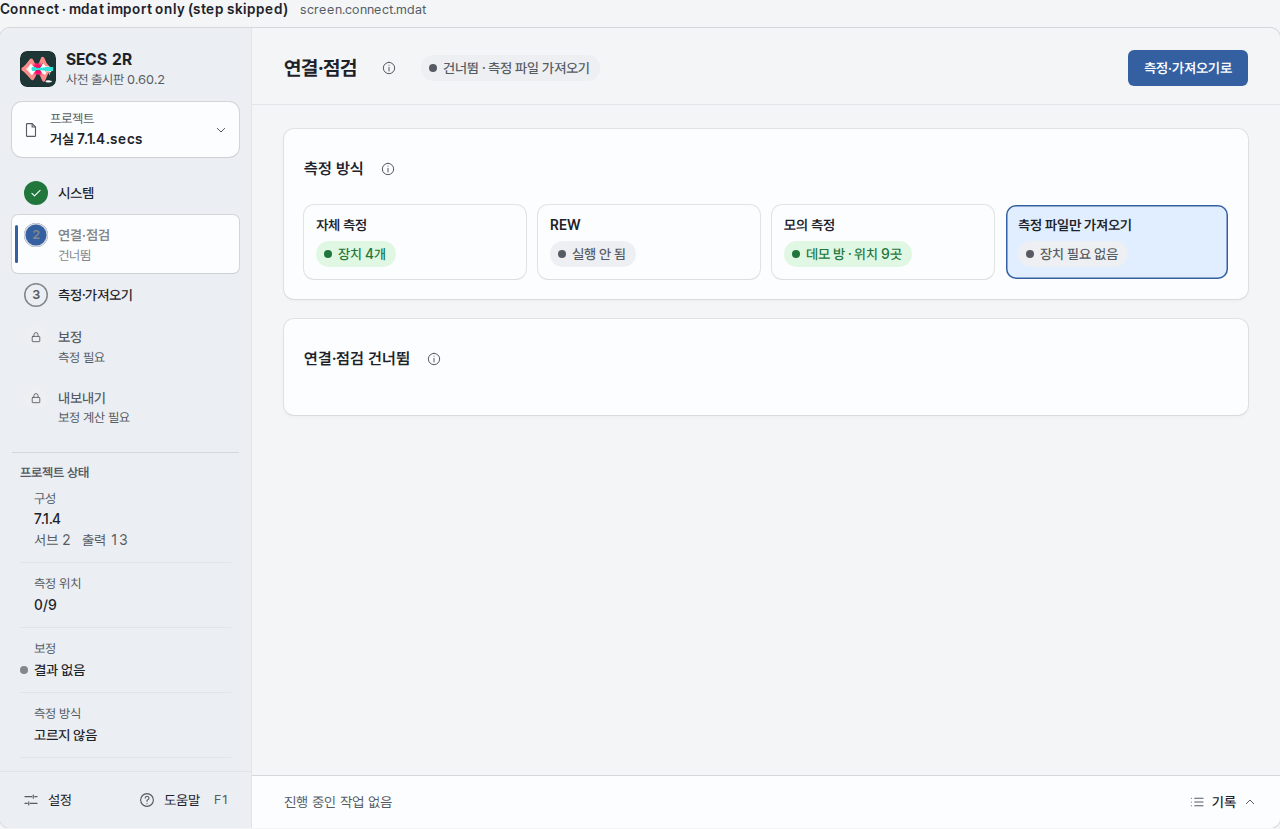 Connect · mdat import only (step skipped) screen.connect.mdat
SECS 2R
사전 출시판 0.60.2
프로젝트
거실 7.1.4.secs
시스템
2
연결·점검
건너뜀
3
측정·가져오기
보정
측정 필요
내보내기
보정 계산 필요
프로젝트 상태
구성
7.1.4
서브 2 출력 13
측정 위치
0/9
보정
결과 없음
측정 방식
고르지 않음
설정
도움말 F1
연결·점검
건너뜀 · 측정 파일 가져오기
측정·가져오기로
측정 방식
자체 측정
장치 4개
REW
실행 안 됨
모의 측정
데모 방 · 위치 9곳
측정 파일만 가져오기
장치 필요 없음
연결·점검 건너뜀
진행 중인 작업 없음
기록